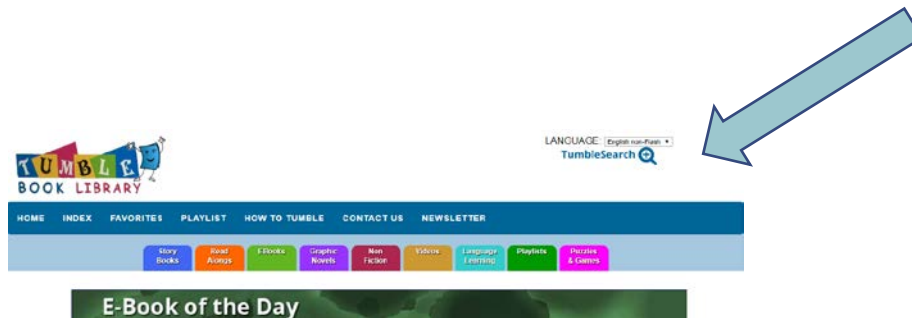 LANGUAGE: English non-Flash
TumbleSearch
TUMBLE
BOOK LIBRARY
HOME INDEX FAVORITES PLAYLIST HOW TO TUMBLE CONTACT US NEWSLETTER
Story Books
Read Alongs
EBooks
Graphic Novels
Non Fiction
Videos
Language Learning
Playlists
Puzzles & Games
E-Book of the Day